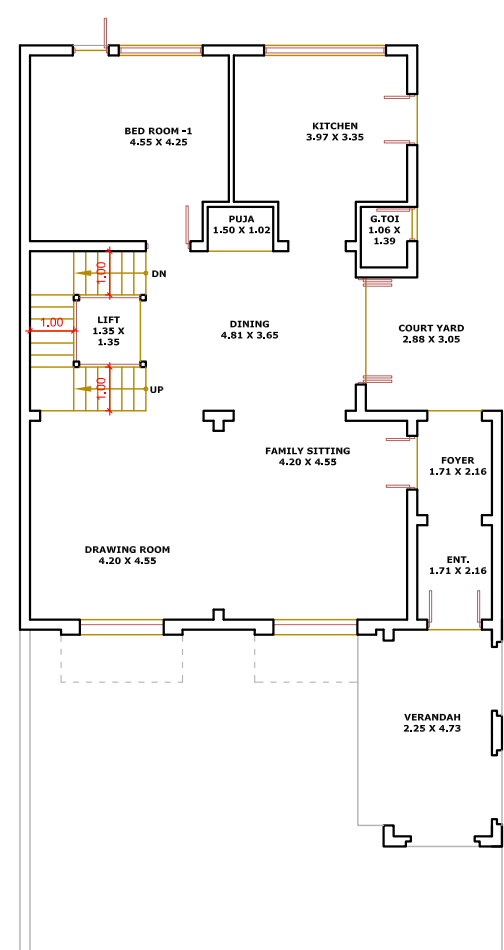 BED ROOM -1
4.55 X 4.25
KITCHEN
3.97 X 3.35
PUJA
1.50 X 1.02
G.TOI
1.06 X
1.39
1.00
DN
1.00
LIFT
1.35 X
1.35
DINING
4.81 X 3.65
COURT YARD
2.88 X 3.05
1.00
UP
FAMILY SITTING
4.20 X 4.55
FOYER
1.71 X 2.16
DRAWING ROOM
4.20 X 4.55
ENT.
1.71 X 2.16
VERANDAH
2.25 X 4.73